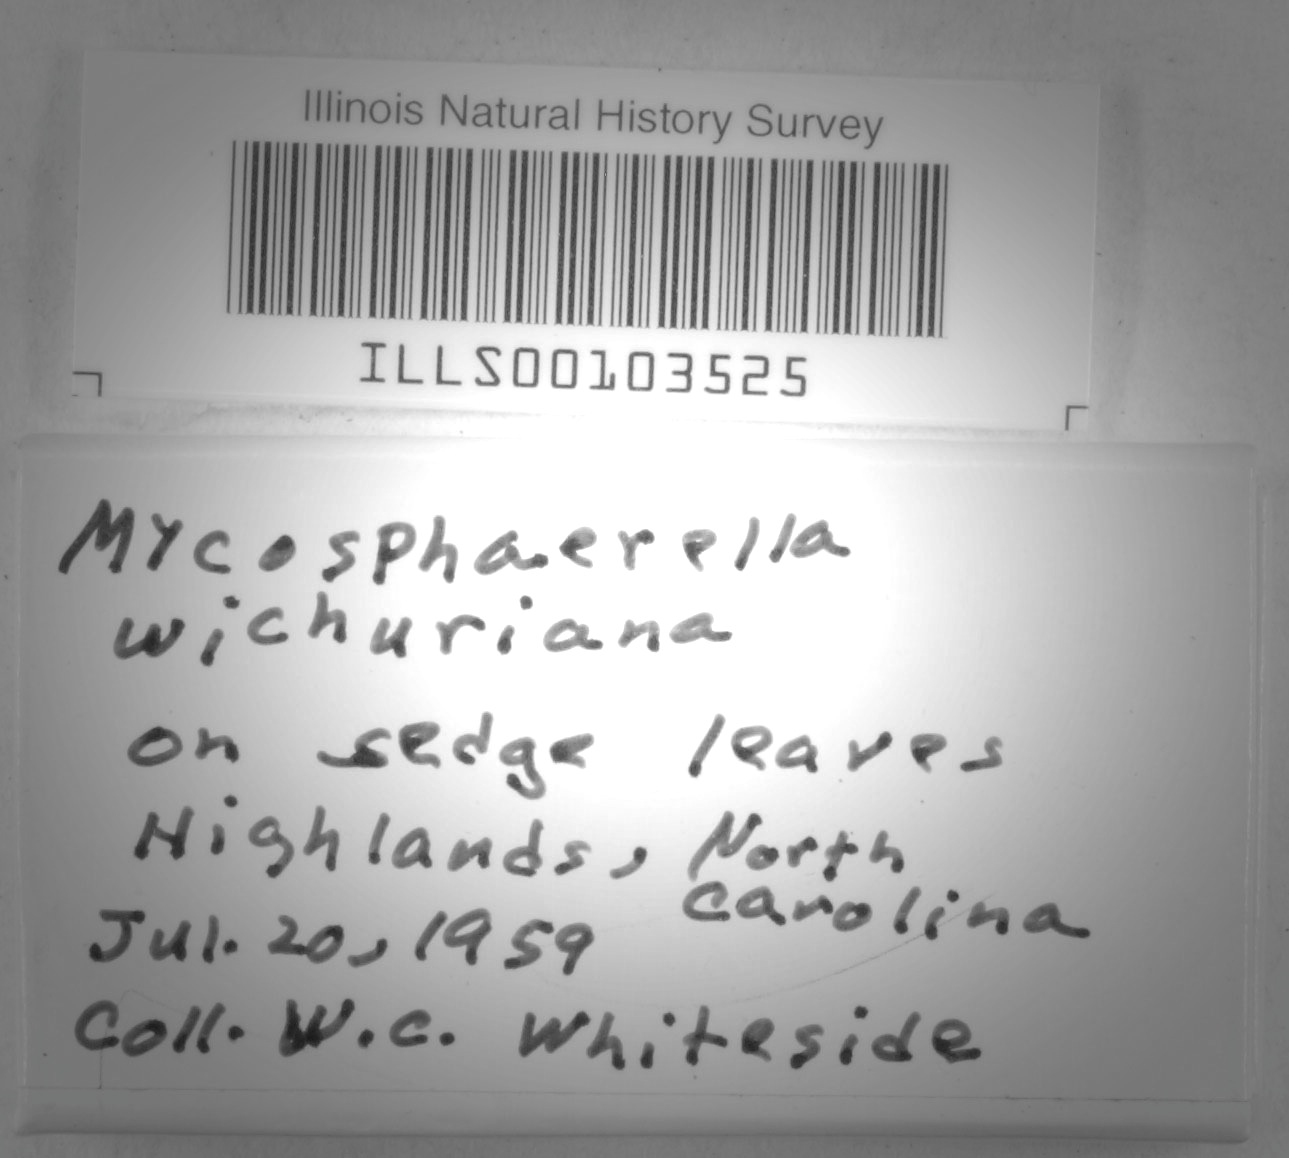 Illinois Natural History Survey
ILLS00103525
Mycosphaerella
wichuriana
on sedge leaves
Highlands, North
Carolina
Jul. 20, 1959
Coll. W.C. Whiteside